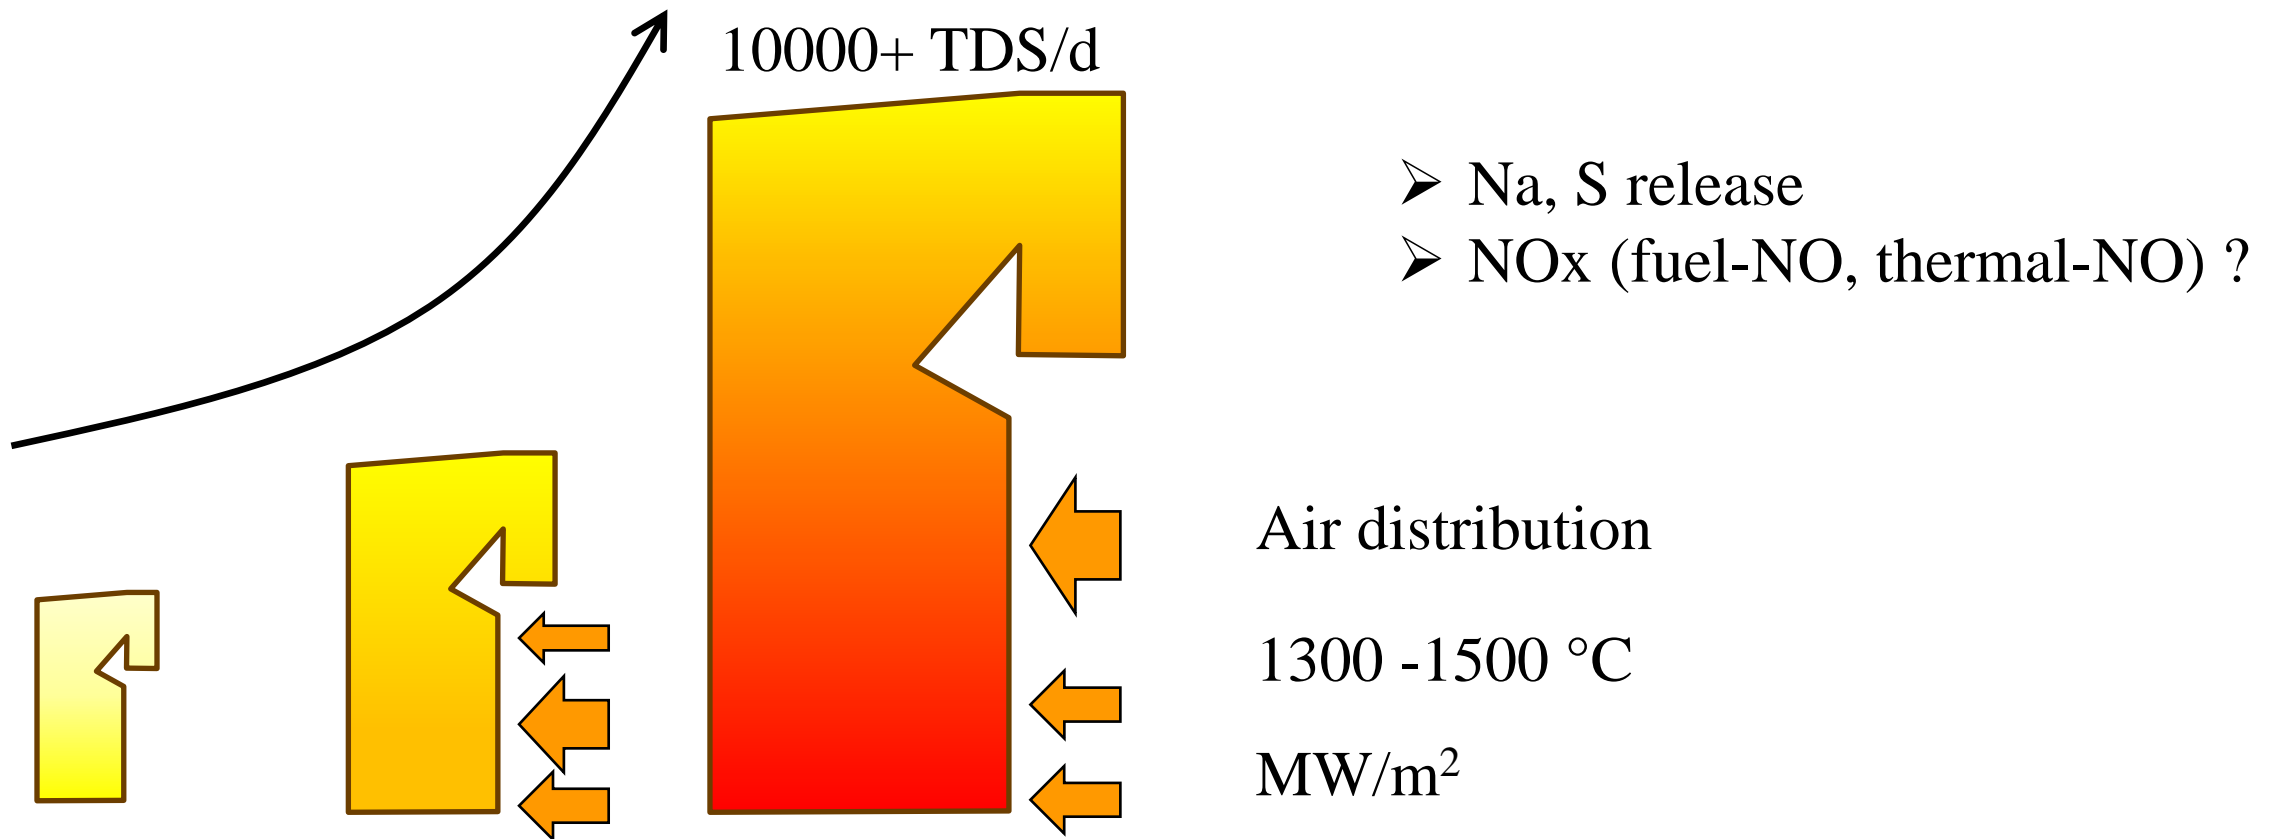 10000+ TDS/d
➢ Na, S release
➢ NOx (fuel-NO, thermal-NO) ?
Air distribution
1300 -1500 °C
MW/m²